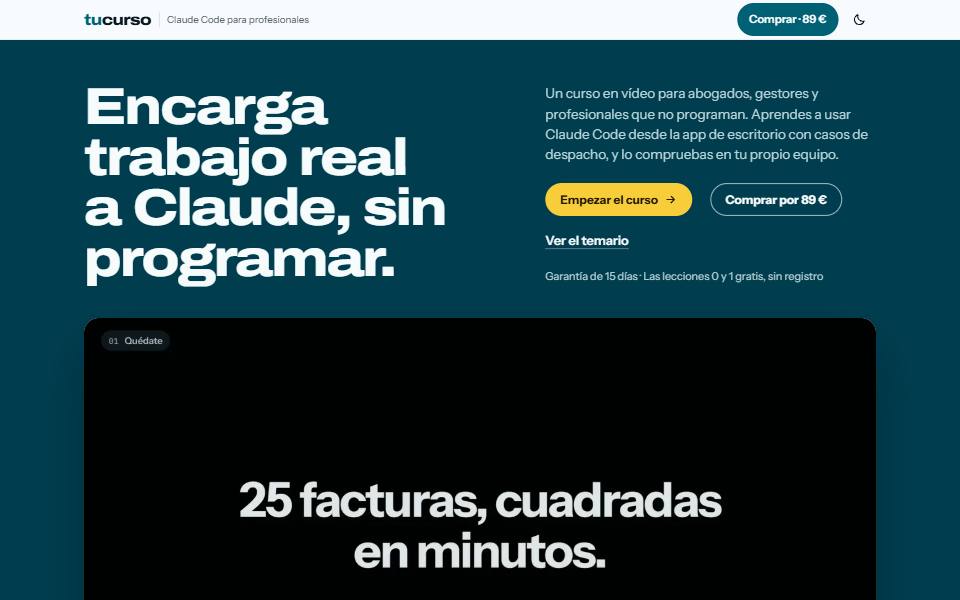 tucurso
Claude Code para profesionales
Comprar · 89 €
Encarga
trabajo real
a Claude, sin
programar.
Un curso en vídeo para abogados, gestores y
profesionales que no programan. Aprendes a usar
Claude Code desde la app de escritorio con casos de
despacho, y lo compruebas en tu propio equipo.
Empezar el curso →
Comprar por 89 €
Ver el temario
Garantía de 15 días · Las lecciones 0 y 1 gratis, sin registro
01 Quédate
25 facturas, cuadradas
en minutos.